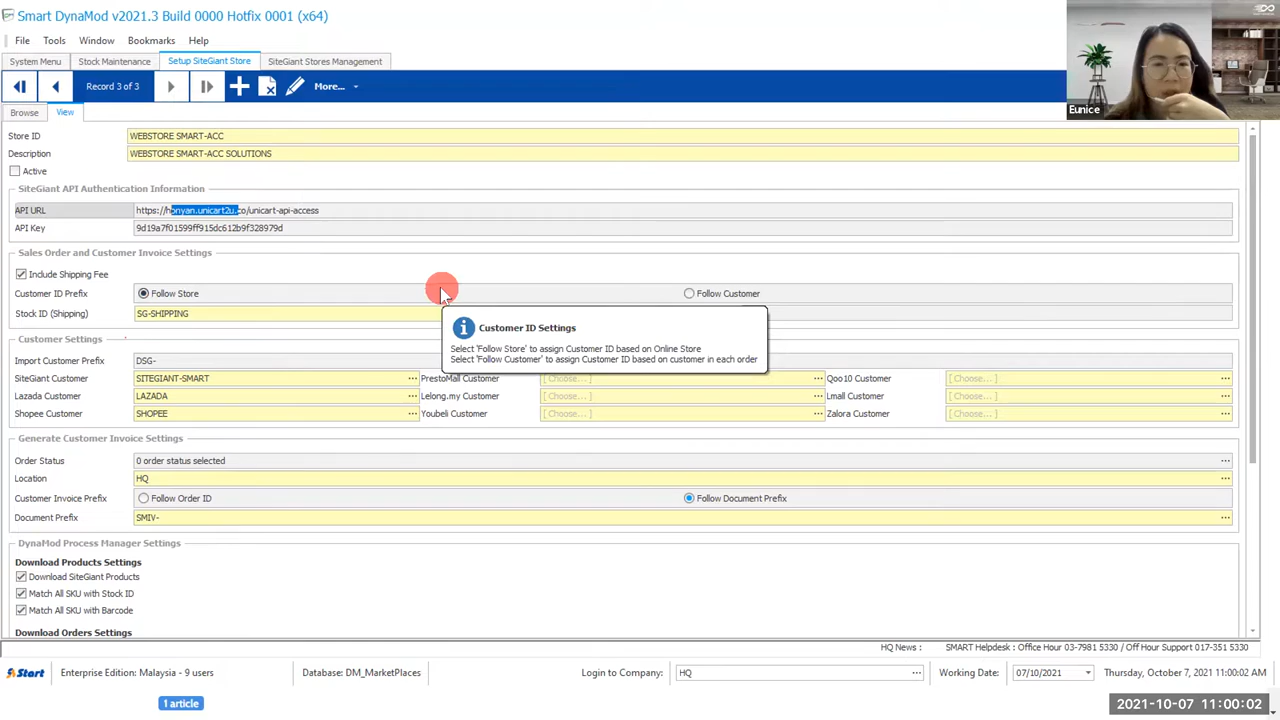 Smart DynaMod v2021.3 Build 0000 Hotfix 0001 (x64)
File Tools Window Bookmarks Help
System Menu Stock Maintenance Setup SiteGiant Store SiteGiant Stores Management
Record 3 of 3 More...
Eunice
Browse View
Store ID WEBSTORE SMART-ACC
Description WEBSTORE SMART-ACC SOLUTIONS
Active
SiteGiant API Authentication Information
API URL https://honyan.unicart2u.co/unicart-api-access
API Key 9d19a7f01599ff915dc612b9f328979d
Sales Order and Customer Invoice Settings
Include Shipping Fee
Customer ID Prefix Follow Store Follow Customer
Stock ID (Shipping) SG-SHIPPING
Customer ID Settings
Select 'Follow Store' to assign Customer ID based on Online Store
Select 'Follow Customer' to assign Customer ID based on customer in each order
Customer Settings
Import Customer Prefix DSG-
SiteGiant Customer SITEGIANT-SMART ... PrestoMall Customer [ Choose... ] ... Qoo10 Customer [ Choose... ] ...
Lazada Customer LAZADA ... Lelong.my Customer [ Choose... ] ... Lmall Customer [ Choose... ] ...
Shopee Customer SHOPEE ... Youbeli Customer [ Choose... ] ... Zalora Customer [ Choose... ] ...
Generate Customer Invoice Settings
Order Status 0 order status selected ...
Location HQ ...
Customer Invoice Prefix Follow Order ID Follow Document Prefix
Document Prefix SMIV- ...
DynaMod Process Manager Settings
Download Products Settings
Download SiteGiant Products
Match All SKU with Stock ID
Match All SKU with Barcode
Download Orders Settings
HQ News : SMART Helpdesk : Office Hour 03-7981 5330 / Off Hour Support 017-351 5330
Start Enterprise Edition: Malaysia - 9 users Database: DM_MarketPlaces Login to Company: HQ ... Working Date: 07/10/2021 Thursday, October 7, 2021 11:00:02 AM
1 article
2021-10-07 11:00:02